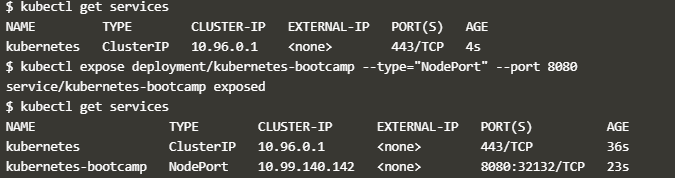 $ kubectl get services
NAME         TYPE        CLUSTER-IP   EXTERNAL-IP   PORT(S)   AGE
kubernetes   ClusterIP   10.96.0.1    <none>        443/TCP   4s
$ kubectl expose deployment/kubernetes-bootcamp --type="NodePort" --port 8080
service/kubernetes-bootcamp exposed
$ kubectl get services
NAME                  TYPE        CLUSTER-IP      EXTERNAL-IP   PORT(S)          AGE
kubernetes            ClusterIP   10.96.0.1       <none>        443/TCP          36s
kubernetes-bootcamp   NodePort    10.99.140.142   <none>        8080:32132/TCP   23s